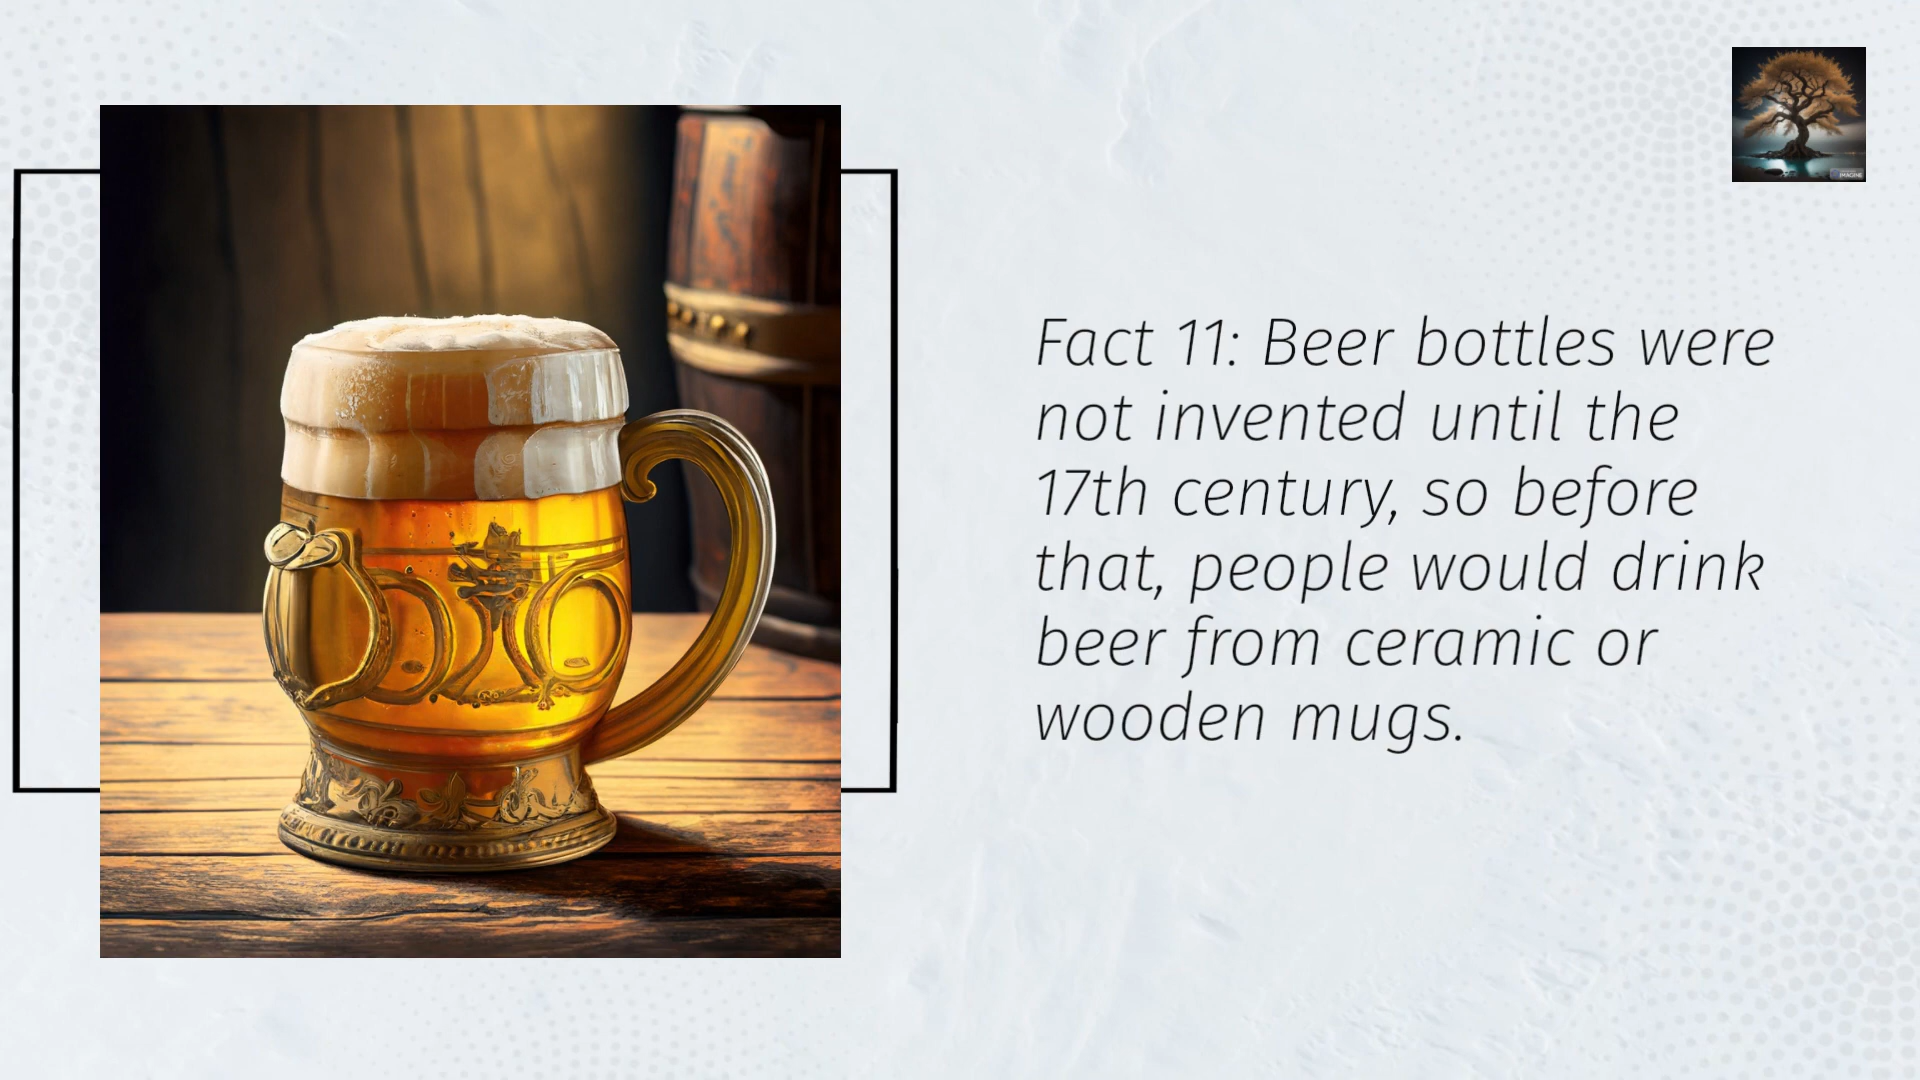 Fact 11: Beer bottles were
not invented until the
17th century, so before
that, people would drink
beer from ceramic or
wooden mugs.
IMAGINE